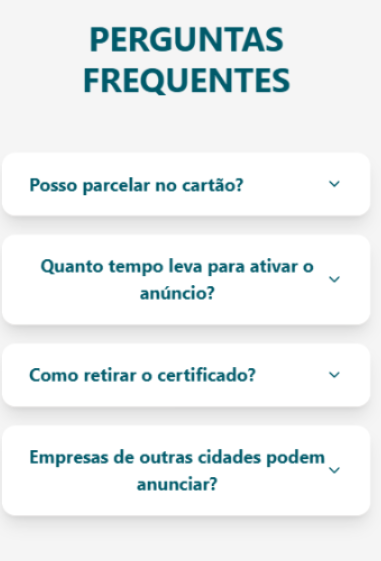 PERGUNTAS
FREQUENTES
Posso parcelar no cartão?
Quanto tempo leva para ativar o
anúncio?
Como retirar o certificado?
Empresas de outras cidades podem
anunciar?